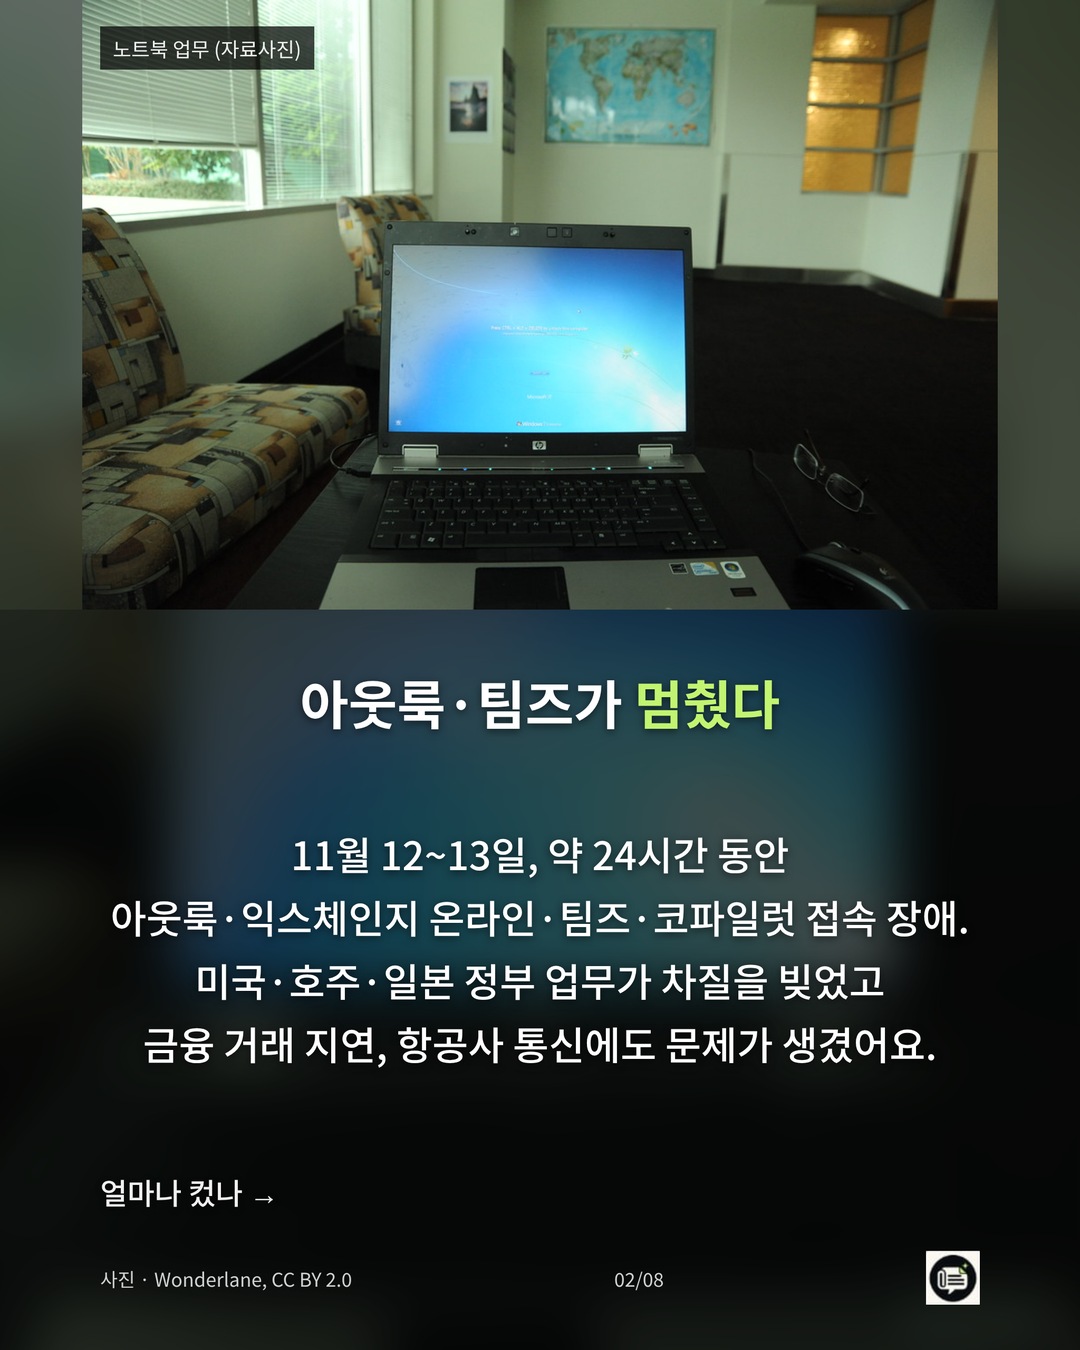 노트북 업무 (자료사진)
아웃룩·팀즈가 멈췄다
11월 12~13일, 약 24시간 동안
아웃룩·익스체인지 온라인·팀즈·코파일럿 접속 장애.
미국·호주·일본 정부 업무가 차질을 빚었고
금융 거래 지연, 항공사 통신에도 문제가 생겼어요.
얼마나 컸나 →
사진 · Wonderlane, CC BY 2.0
02/08